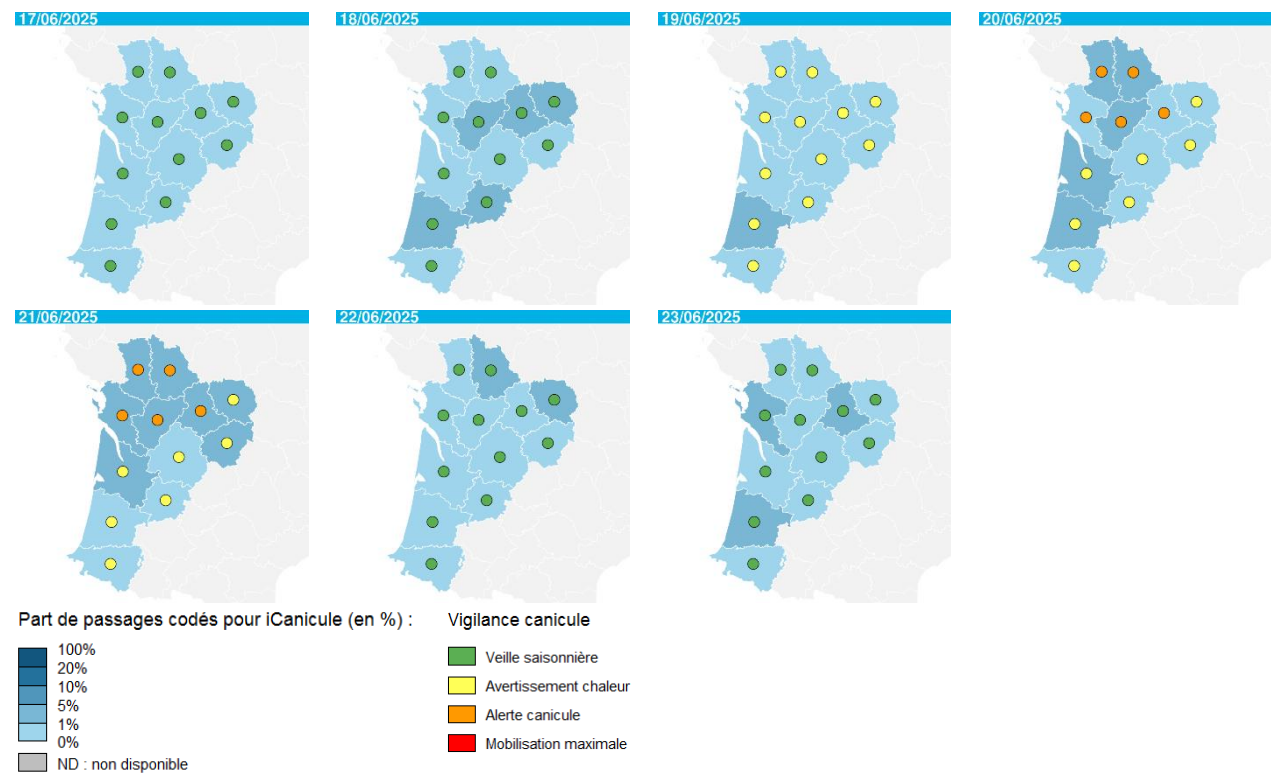 17/06/2025
18/06/2025
19/06/2025
20/06/2025
21/06/2025
22/06/2025
23/06/2025
Part de passages codés pour iCanicule (en %) :
100%
20%
10%
5%
1%
0%
ND : non disponible
Vigilance canicule
Veille saisonnière
Avertissement chaleur
Alerte canicule
Mobilisation maximale